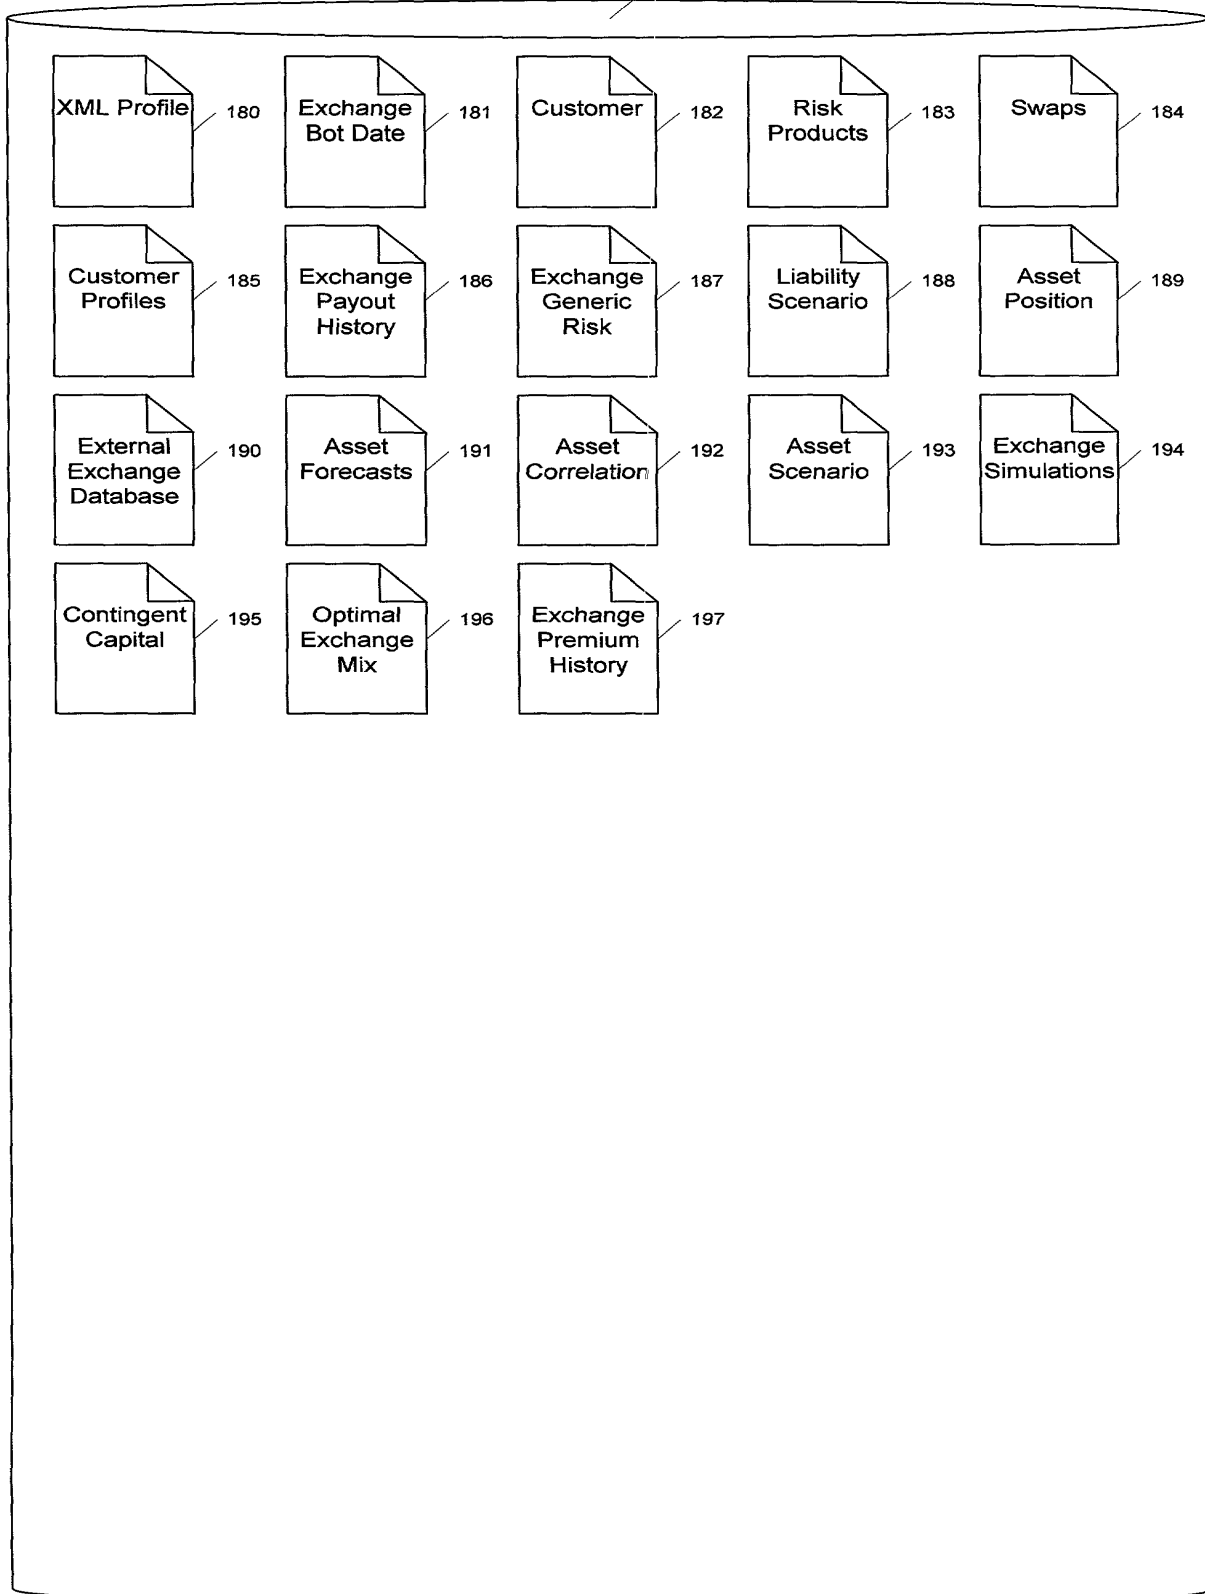 XML Profile
180
Exchange
Bot Date
181
Customer
182
Risk
Products
183
Swaps
184
Customer
Profiles
185
Exchange
Payout
History
186
Exchange
Generic
Risk
187
Liability
Scenario
188
Asset
Position
189
External
Exchange
Database
190
Asset
Forecasts
191
Asset
Correlation
192
Asset
Scenario
193
Exchange
Simulations
194
Contingent
Capital
195
Optimal
Exchange
Mix
196
Exchange
Premium
History
197